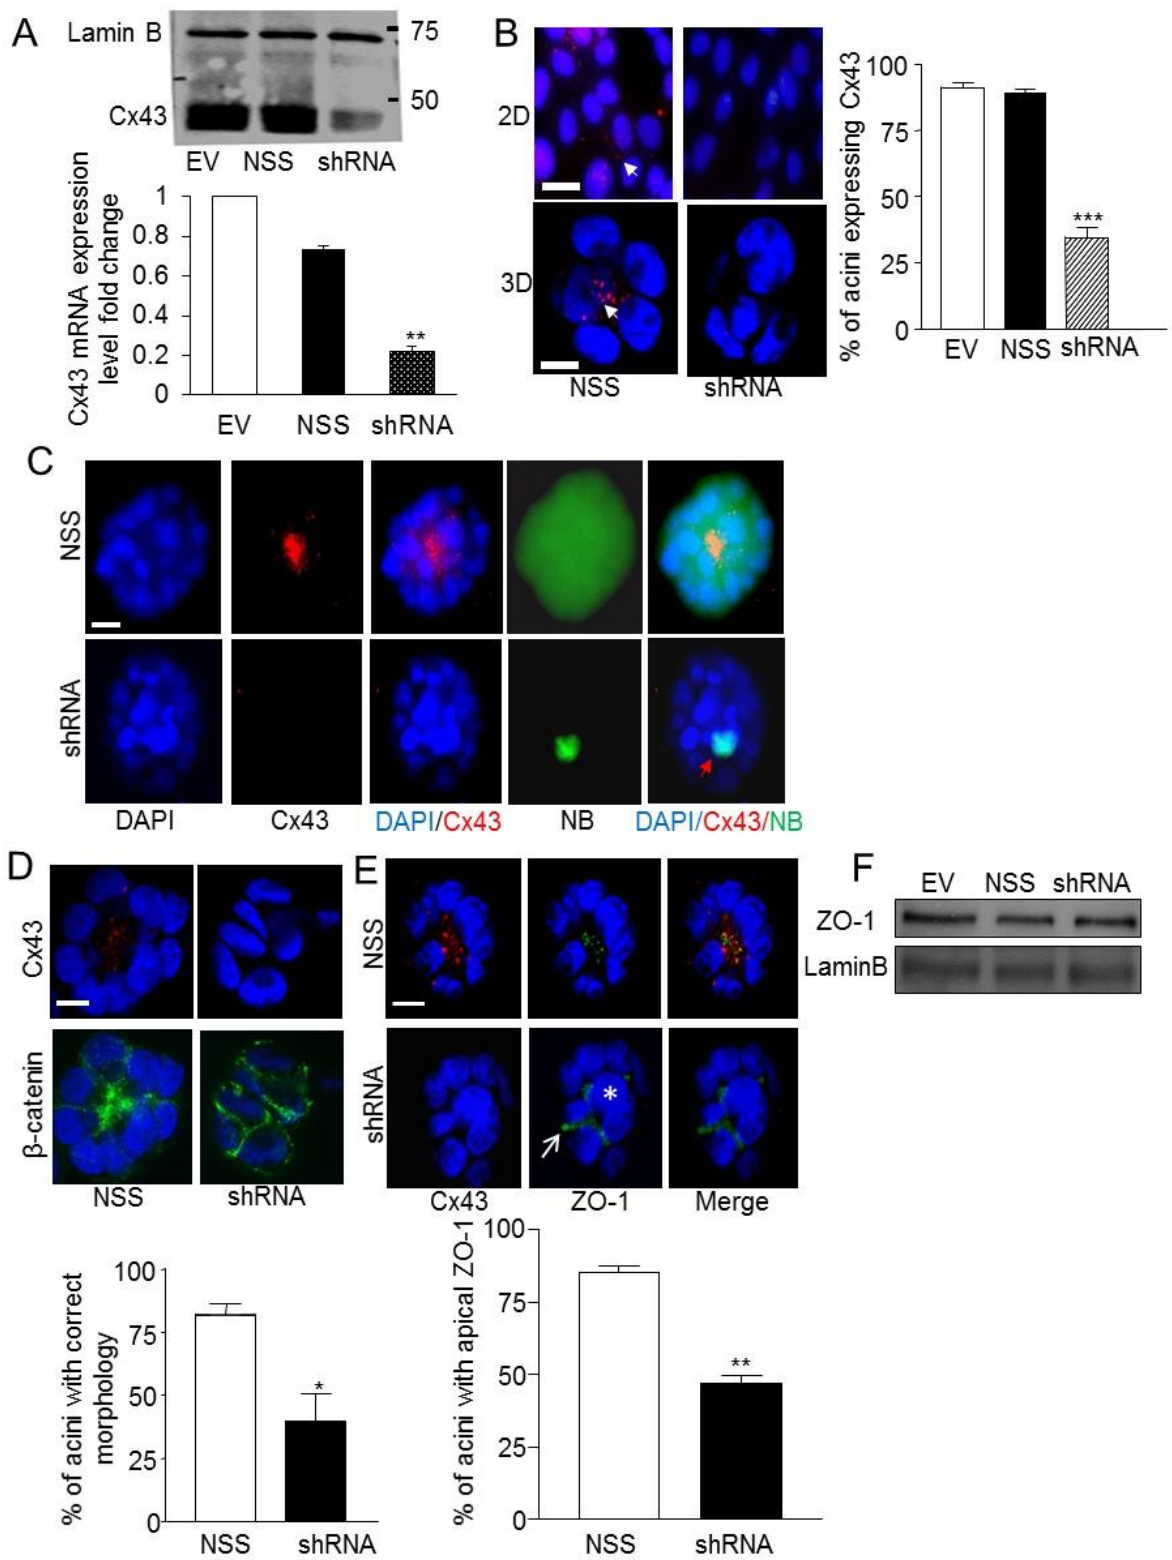 A
Lamin B
75
50
Cx43
EV NSS shRNA
Cx43 mRNA expression
level fold change
1
0.8
0.6
0.4
0.2
0
**
EV NSS shRNA
B
2D
3D
NSS shRNA
% of acini expressing Cx43
100
75
50
25
0
***
EV NSS shRNA
C
NSS
shRNA
DAPI Cx43 DAPI/Cx43 NB DAPI/Cx43/NB
D
Cx43
β-catenin
NSS shRNA
% of acini with correct
morphology
100
75
50
25
0
*
NSS shRNA
E
NSS
shRNA
*
Cx43 ZO-1 Merge
% of acini with apical ZO-1
100
75
50
25
0
**
NSS shRNA
F
EV NSS shRNA
ZO-1
LaminB